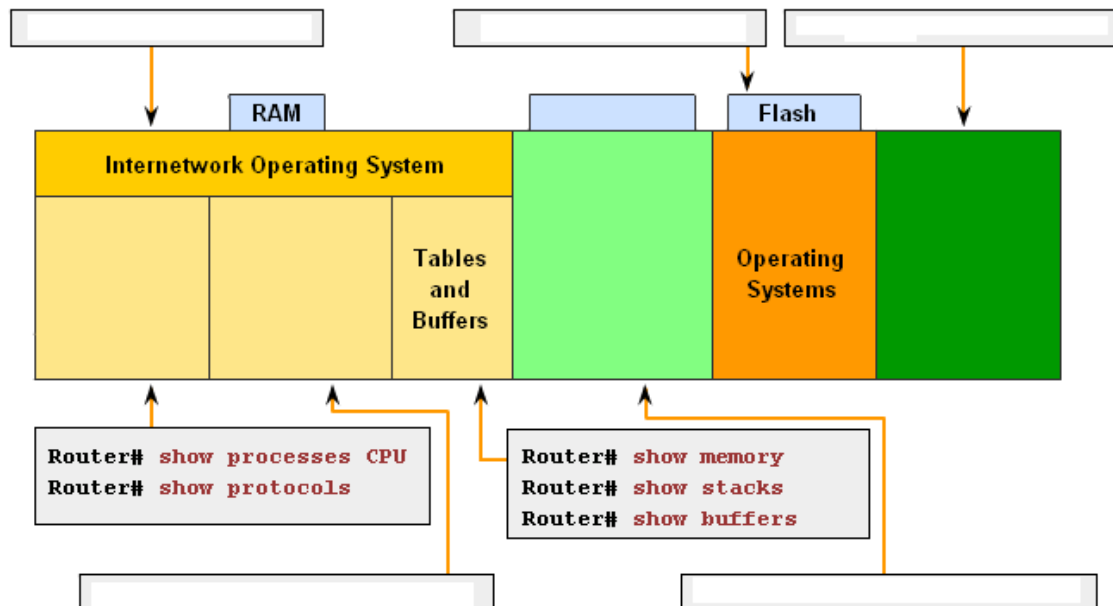 RAM
Flash
Internetwork Operating System
Tables
and
Buffers
Operating
Systems
Router# show processes CPU
Router# show protocols
Router# show memory
Router# show stacks
Router# show buffers